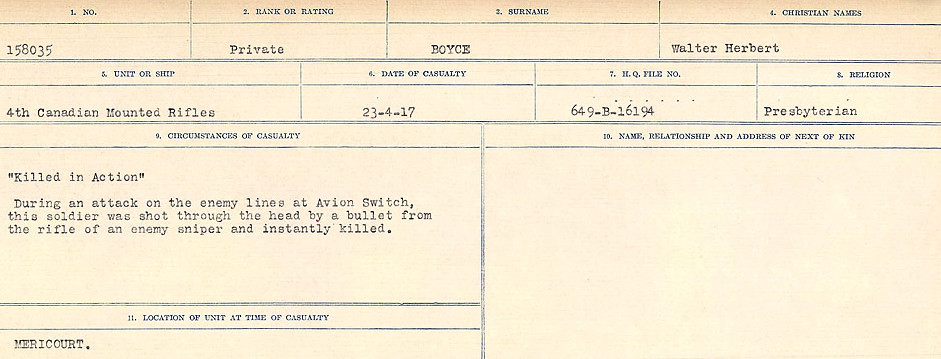 1. NO. 2. RANK OR RATING 3. SURNAME 4. CHRISTIAN NAMES
158035 Private BOYCE Walter Herbert
5. UNIT OR SHIP 6. DATE OF CASUALTY 7. H. Q. FILE NO. 8. RELIGION
4th Canadian Mounted Rifles 23-4-17 649-B-16194 Presbyterian
9. CIRCUMSTANCES OF CASUALTY 10. NAME, RELATIONSHIP AND ADDRESS OF NEXT OF KIN
"Killed in Action"
During an attack on the enemy lines at Avion Switch,
this soldier was shot through the head by a bullet from
the rifle of an enemy sniper and instantly killed.
11. LOCATION OF UNIT AT TIME OF CASUALTY
MERICOURT.